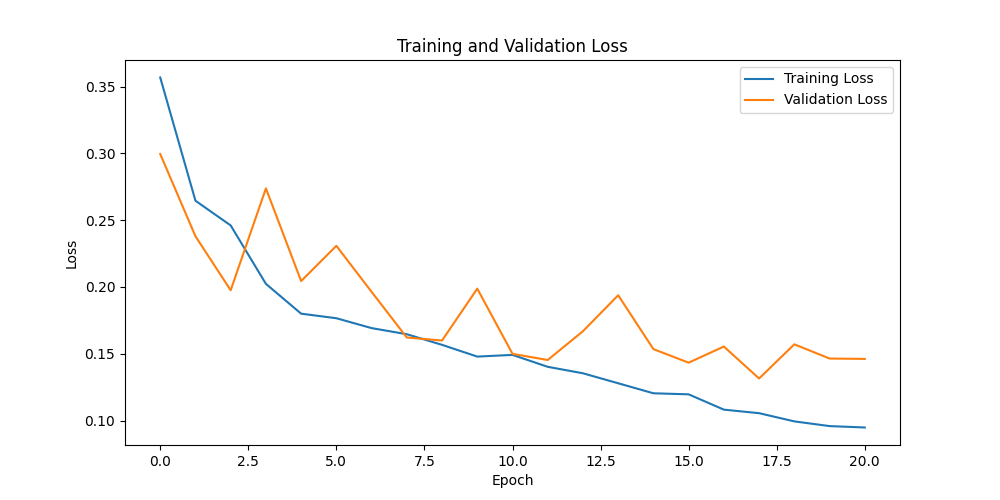 Training and Validation Loss
Training Loss
Validation Loss
0.35
0.30
0.25
0.20
0.15
0.10
Loss
0.0 2.5 5.0 7.5 10.0 12.5 15.0 17.5 20.0
Epoch